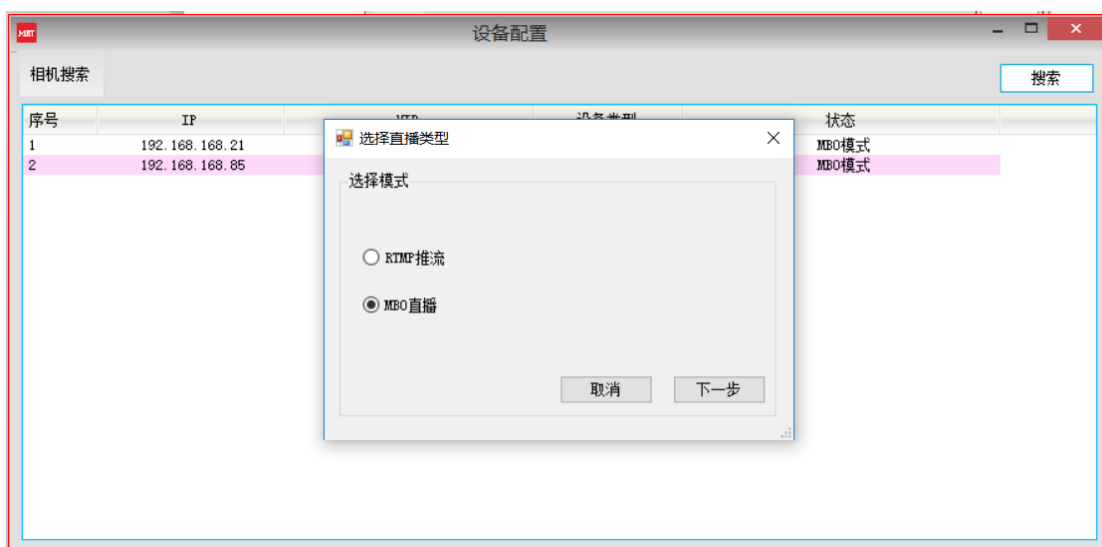 MBT
设备配置
相机搜索
搜索
序号 IP 状态
1 192.168.168.21 MBO模式
2 192.168.168.85 MBO模式
选择直播类型
选择模式
RTMP推流
MBO直播
取消 下一步